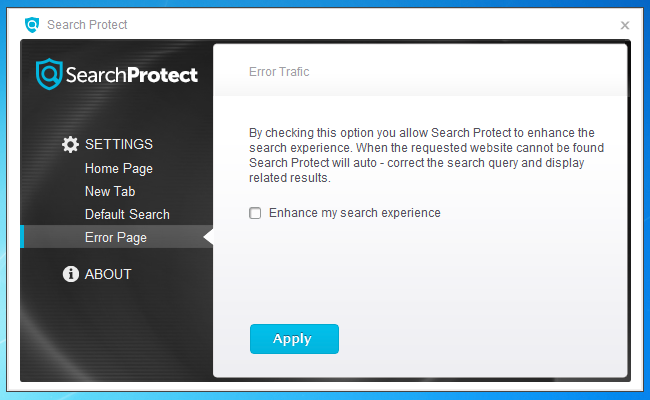 Search Protect
SearchProtect
SETTINGS
Home Page
New Tab
Default Search
Error Page
ABOUT
Error Trafic
By checking this option you allow Search Protect to enhance the
search experience. When the requested website cannot be found
Search Protect will auto - correct the search query and display
related results.
Enhance my search experience
Apply